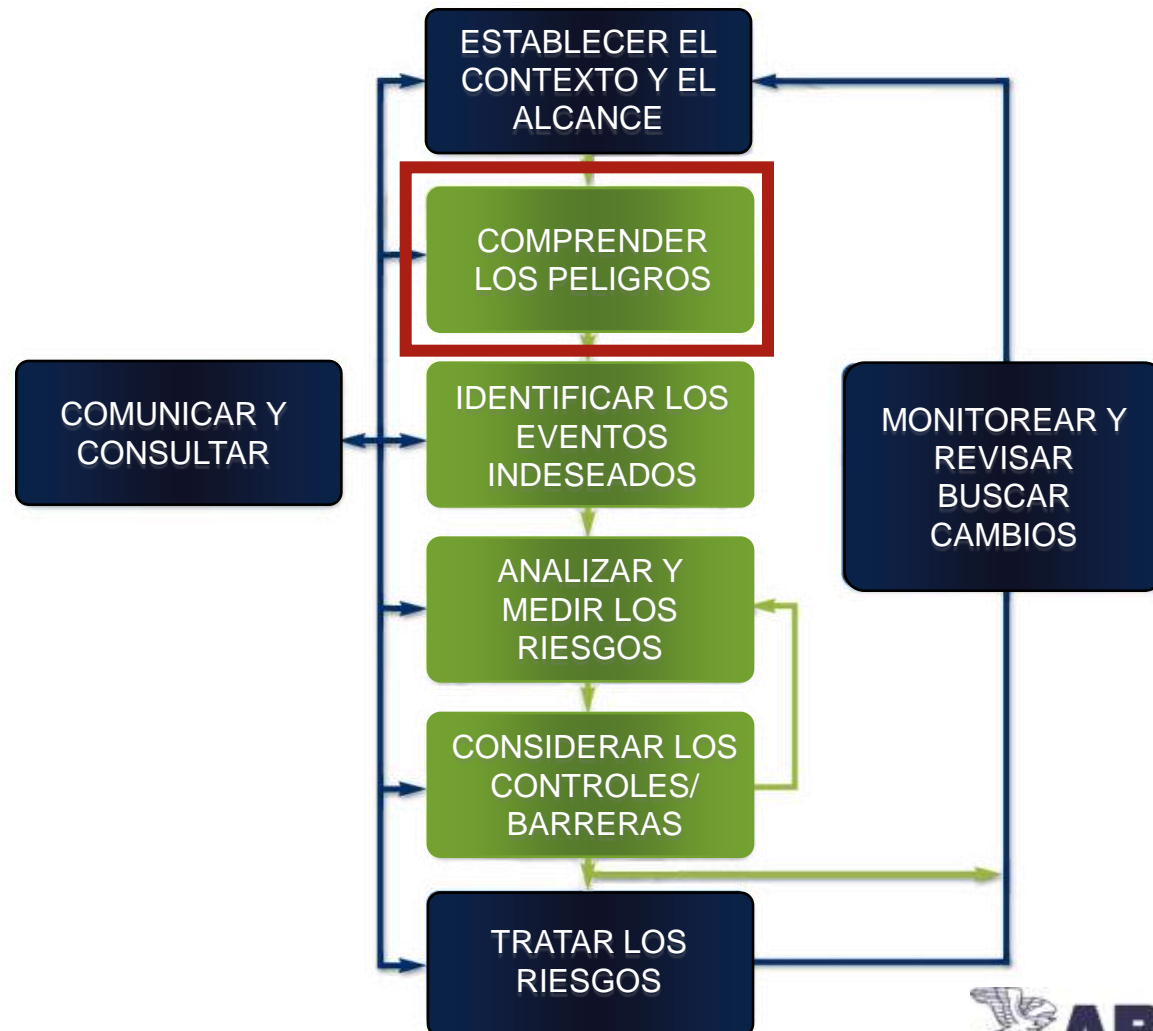 ESTABLECER EL
CONTEXTO Y EL
ALCANCE
COMPRENDER
LOS PELIGROS
COMUNICAR Y
CONSULTAR
IDENTIFICAR LOS
EVENTOS
INDESEADOS
MONITOREAR Y
REVISAR
BUSCAR
CAMBIOS
ANALIZAR Y
MEDIR LOS
RIESGOS
CONSIDERAR LOS
CONTROLES/
BARRERAS
TRATAR LOS
RIESGOS